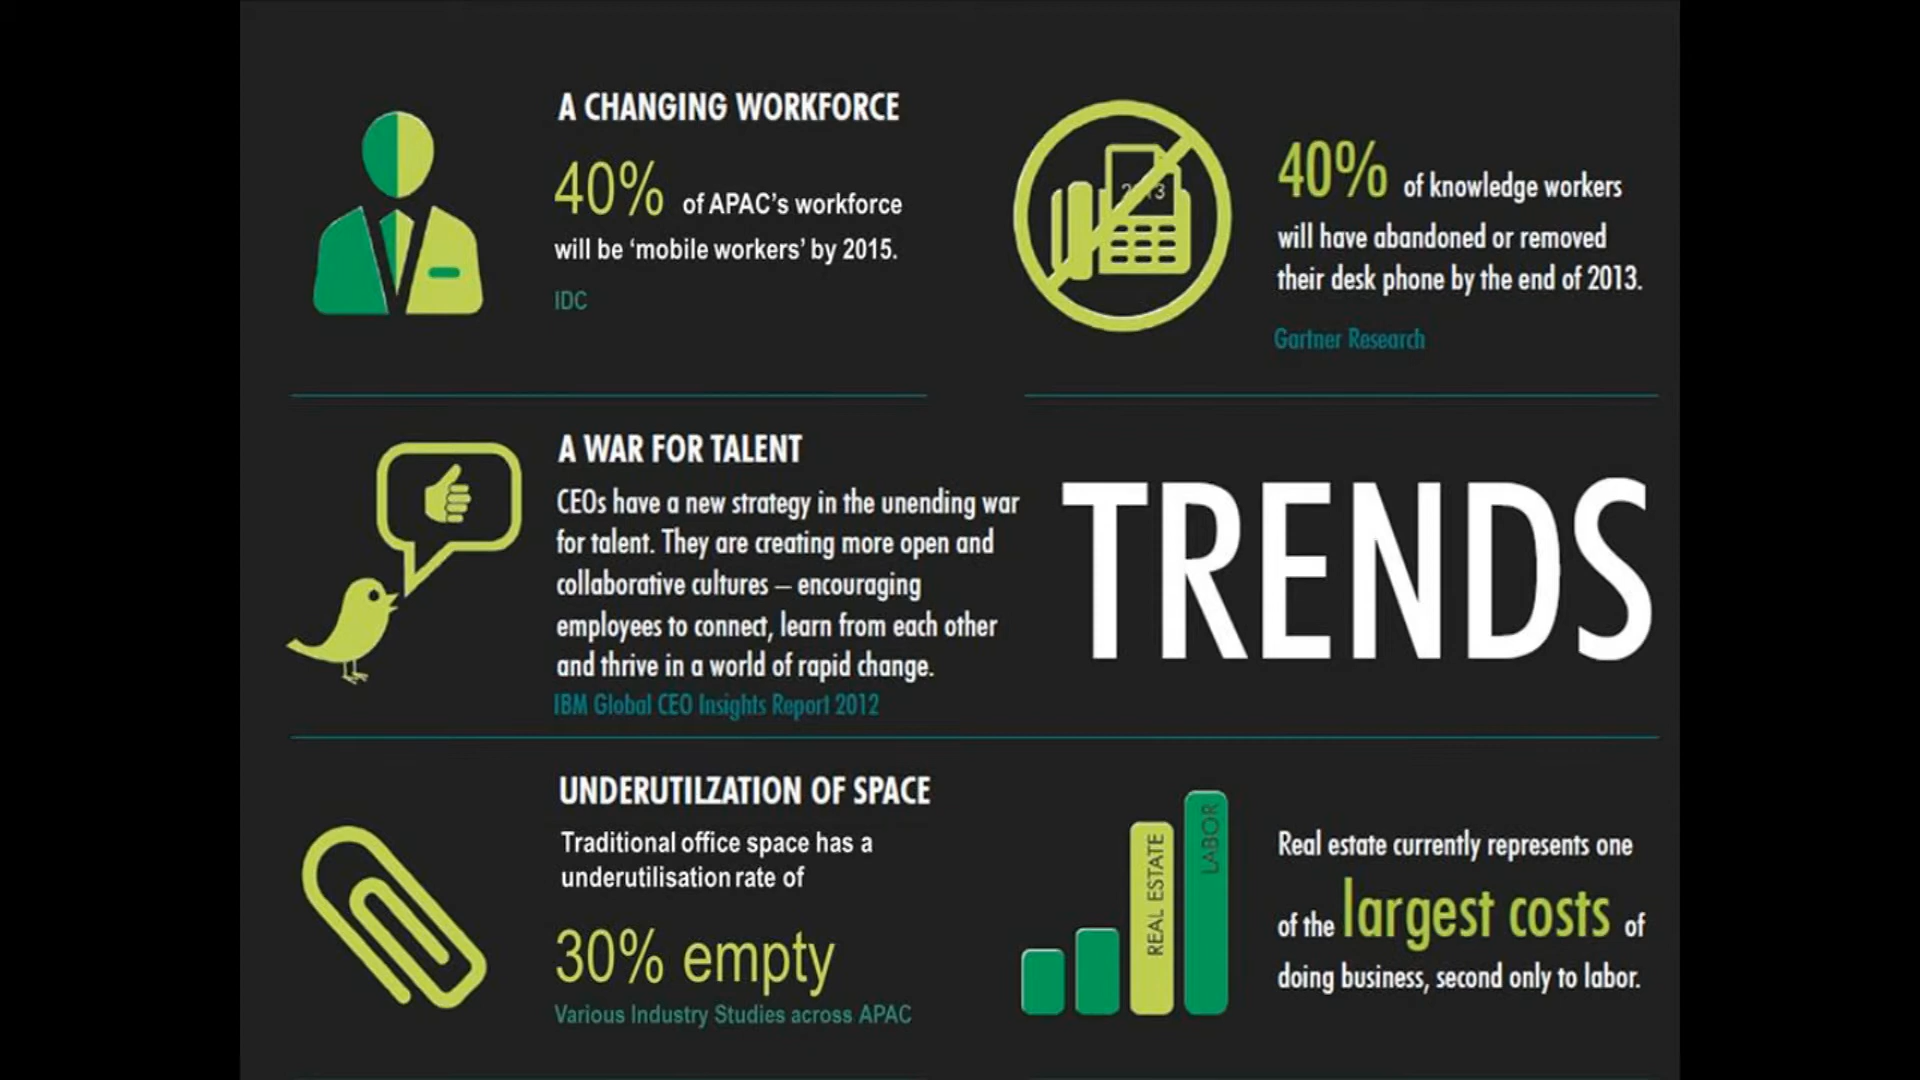 A CHANGING WORKFORCE
40% of APAC's workforce
will be 'mobile workers' by 2015.
IDC
40% of knowledge workers
will have abandoned or removed
their desk phone by the end of 2013.
Gartner Research
A WAR FOR TALENT
CEOs have a new strategy in the unending war
for talent. They are creating more open and
collaborative cultures – encouraging
employees to connect, learn from each other
and thrive in a world of rapid change.
IBM Global CEO Insights Report 2012
TRENDS
UNDERUTILZATION OF SPACE
Traditional office space has a
underutilisation rate of
30% empty
Various Industry Studies across APAC
REAL ESTATE
LABOR
Real estate currently represents one
of the largest costs of
doing business, second only to labor.